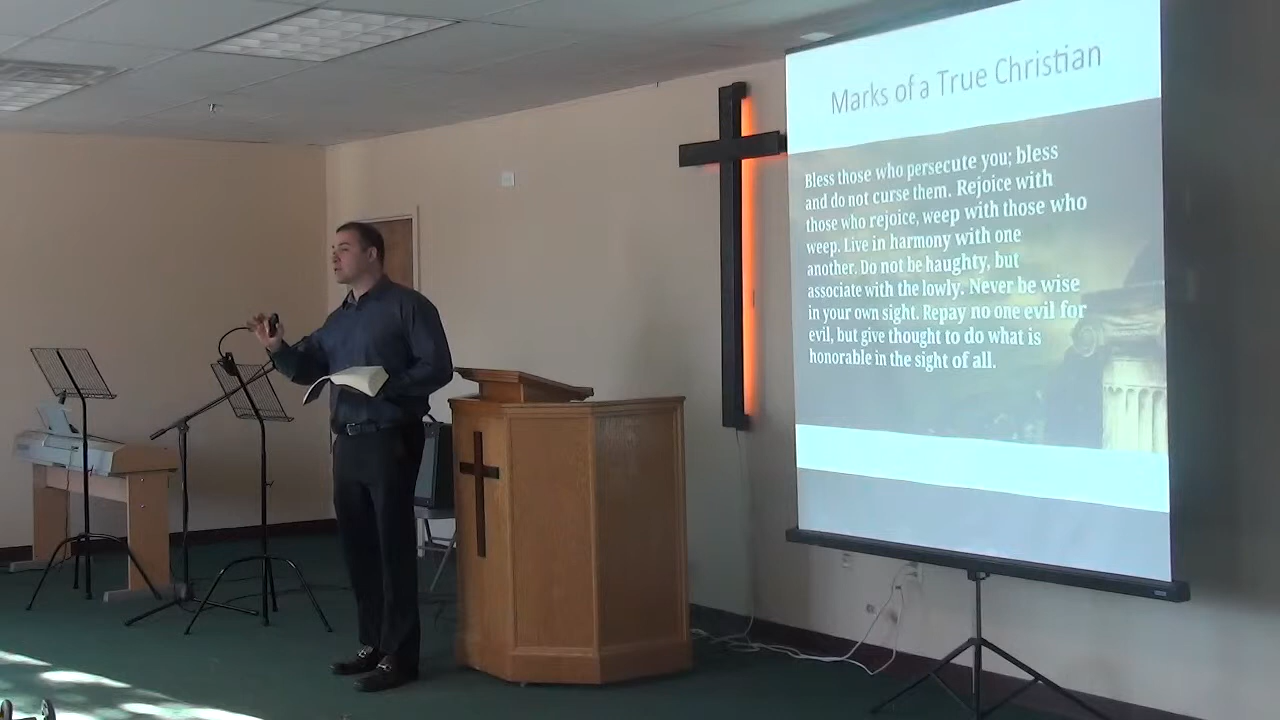 Marks of a True Christian
Bless those who persecute you; bless
and do not curse them. Rejoice with
those who rejoice, weep with those who
weep. Live in harmony with one
another. Do not be haughty, but
associate with the lowly. Never be wise
in your own sight. Repay no one evil for
evil, but give thought to do what is
honorable in the sight of all.